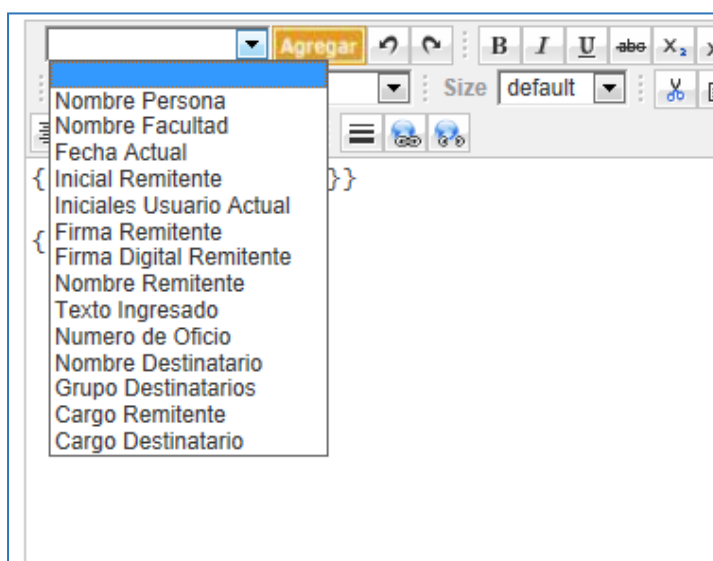 Agregar B I U abc X₂
Size default
Nombre Persona
Nombre Facultad
Fecha Actual
{ Inicial Remitente }}
Iniciales Usuario Actual
{ Firma Remitente
Firma Digital Remitente
Nombre Remitente
Texto Ingresado
Numero de Oficio
Nombre Destinatario
Grupo Destinatarios
Cargo Remitente
Cargo Destinatario